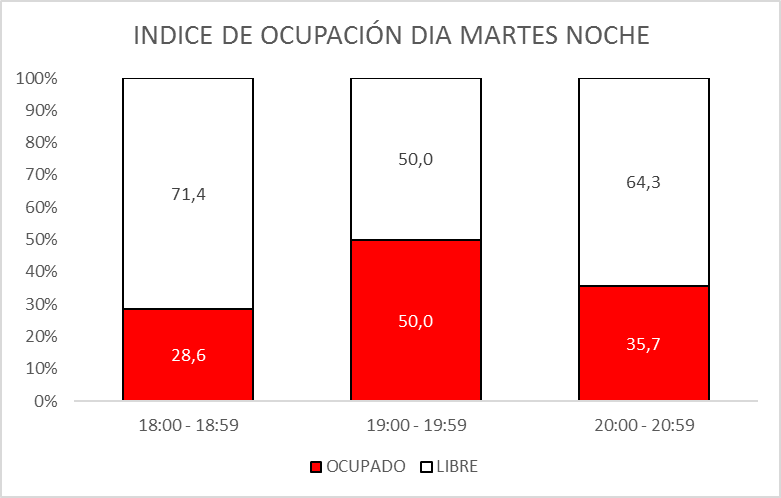 INDICE DE OCUPACIÓN DIA MARTES NOCHE
100%
90%
80%
70%
60%
50%
40%
30%
20%
10%
0%
71,4
50,0
64,3
28,6
50,0
35,7
18:00 - 18:59
19:00 - 19:59
20:00 - 20:59
OCUPADO
LIBRE